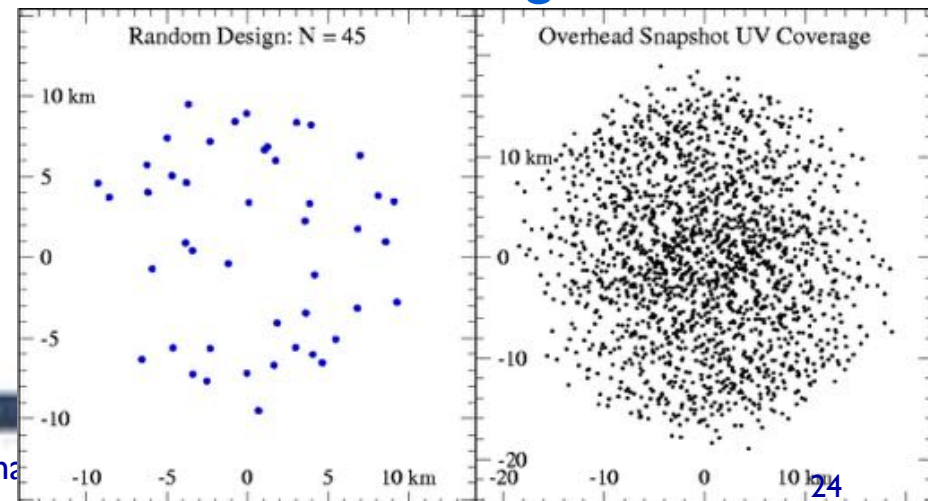 Random Design: N = 45
10 km
5
0
-5
-10
-10 -5 0 5 10 km
Overhead Snapshot UV Coverage
10 km
0
-10
-20
-20 -10 0 10 km
24